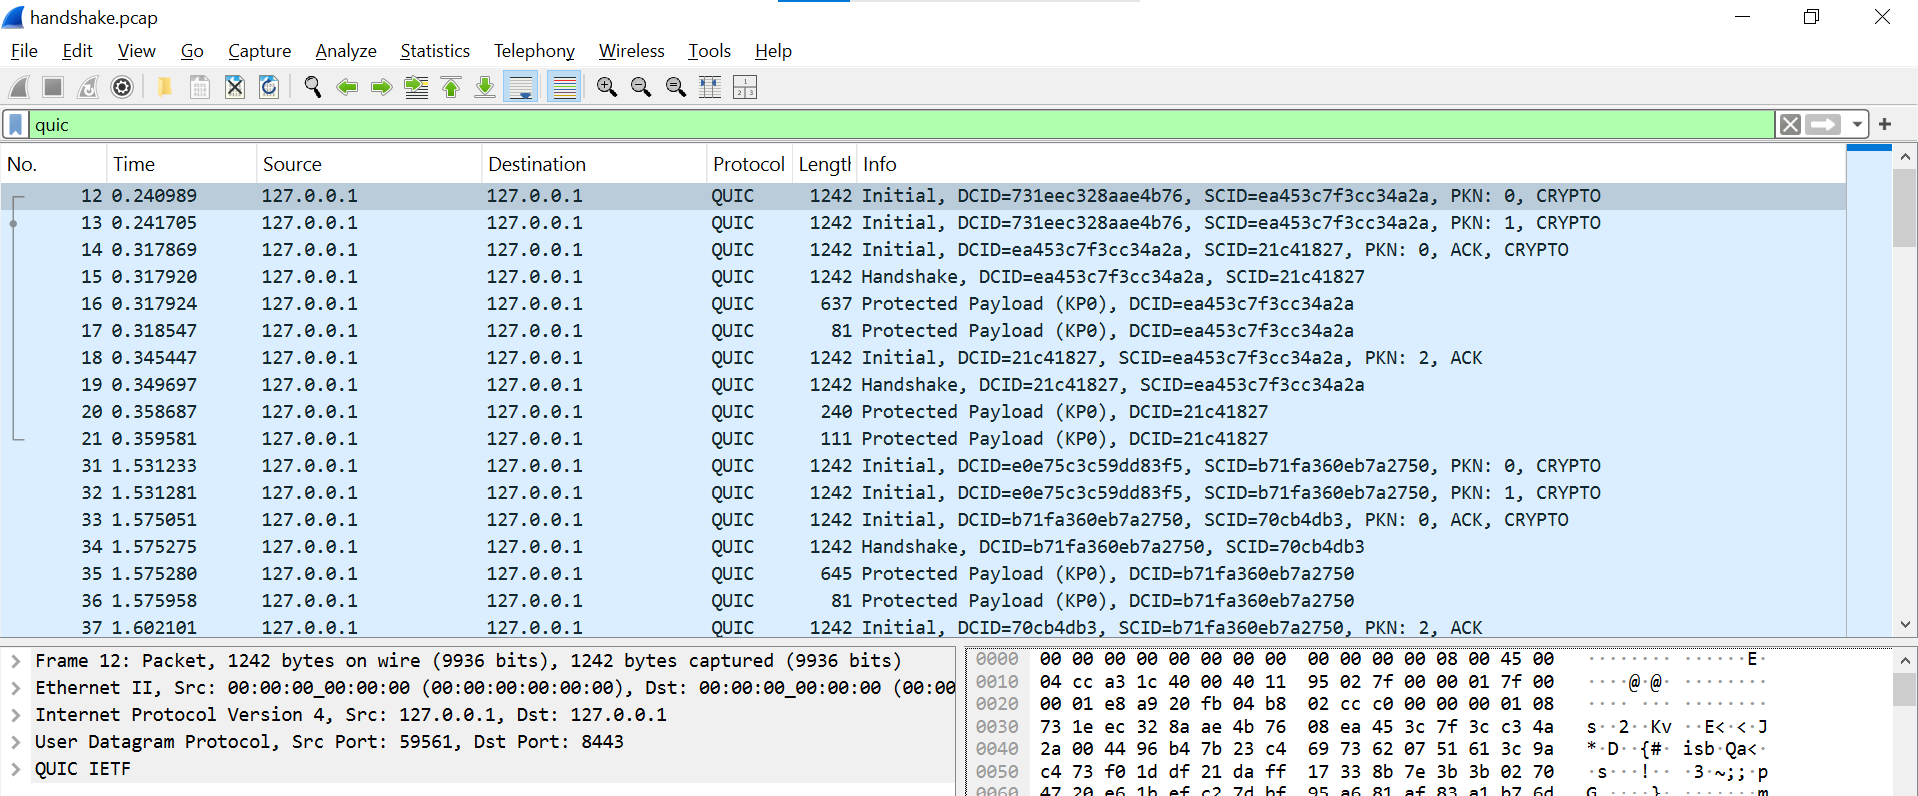 handshake.pcap
File Edit View Go Capture Analyze Statistics Telephony Wireless Tools Help
quic
No. Time Source Destination Protocol Length Info
12 0.240989 127.0.0.1 127.0.0.1 QUIC 1242 Initial, DCID=731eec328aae4b76, SCID=ea453c7f3cc34a2a, PKN: 0, CRYPTO
13 0.241705 127.0.0.1 127.0.0.1 QUIC 1242 Initial, DCID=731eec328aae4b76, SCID=ea453c7f3cc34a2a, PKN: 1, CRYPTO
14 0.317869 127.0.0.1 127.0.0.1 QUIC 1242 Initial, DCID=ea453c7f3cc34a2a, SCID=21c41827, PKN: 0, ACK, CRYPTO
15 0.317920 127.0.0.1 127.0.0.1 QUIC 1242 Handshake, DCID=ea453c7f3cc34a2a, SCID=21c41827
16 0.317924 127.0.0.1 127.0.0.1 QUIC 637 Protected Payload (KP0), DCID=ea453c7f3cc34a2a
17 0.318547 127.0.0.1 127.0.0.1 QUIC 81 Protected Payload (KP0), DCID=ea453c7f3cc34a2a
18 0.345447 127.0.0.1 127.0.0.1 QUIC 1242 Initial, DCID=21c41827, SCID=ea453c7f3cc34a2a, PKN: 2, ACK
19 0.349697 127.0.0.1 127.0.0.1 QUIC 1242 Handshake, DCID=21c41827, SCID=ea453c7f3cc34a2a
20 0.358687 127.0.0.1 127.0.0.1 QUIC 240 Protected Payload (KP0), DCID=21c41827
21 0.359581 127.0.0.1 127.0.0.1 QUIC 111 Protected Payload (KP0), DCID=21c41827
31 1.531233 127.0.0.1 127.0.0.1 QUIC 1242 Initial, DCID=e0e75c3c59dd83f5, SCID=b71fa360eb7a2750, PKN: 0, CRYPTO
32 1.531281 127.0.0.1 127.0.0.1 QUIC 1242 Initial, DCID=e0e75c3c59dd83f5, SCID=b71fa360eb7a2750, PKN: 1, CRYPTO
33 1.575051 127.0.0.1 127.0.0.1 QUIC 1242 Initial, DCID=b71fa360eb7a2750, SCID=70cb4db3, PKN: 0, ACK, CRYPTO
34 1.575275 127.0.0.1 127.0.0.1 QUIC 1242 Handshake, DCID=b71fa360eb7a2750, SCID=70cb4db3
35 1.575280 127.0.0.1 127.0.0.1 QUIC 645 Protected Payload (KP0), DCID=b71fa360eb7a2750
36 1.575958 127.0.0.1 127.0.0.1 QUIC 81 Protected Payload (KP0), DCID=b71fa360eb7a2750
37 1.602101 127.0.0.1 127.0.0.1 QUIC 1242 Initial, DCID=70cb4db3, SCID=b71fa360eb7a2750, PKN: 2, ACK
Frame 12: Packet, 1242 bytes on wire (9936 bits), 1242 bytes captured (9936 bits)
Ethernet II, Src: 00:00:00_00:00:00 (00:00:00:00:00:00), Dst: 00:00:00_00:00:00 (00:00
Internet Protocol Version 4, Src: 127.0.0.1, Dst: 127.0.0.1
User Datagram Protocol, Src Port: 59561, Dst Port: 8443
QUIC IETF
0000 00 00 00 00 00 00 00 00 00 00 00 00 08 00 45 00 ········ ······E·
0010 04 cc a3 1c 40 00 40 11 95 02 7f 00 00 01 7f 00 ····@·@· ········
0020 00 01 e8 a9 20 fb 04 b8 02 cc c0 00 00 00 01 08 ···· ··· ········
0030 73 1e ec 32 8a ae 4b 76 08 ea 45 3c 7f 3c c3 4a s··2··Kv ··E<·<·J
0040 2a 00 44 96 b4 7b 23 c4 69 73 62 07 51 61 3c 9a *·D··{#· isb·Qa<·
0050 c4 73 f0 1d df 21 da ff 17 33 8b 7e 3b 3b 02 70 ·s···!·· ·3·~;;·p
0060 47 20 e6 1b ef c2 7d bf 95 a6 81 af 83 a1 b7 6d G ····}· ·······m